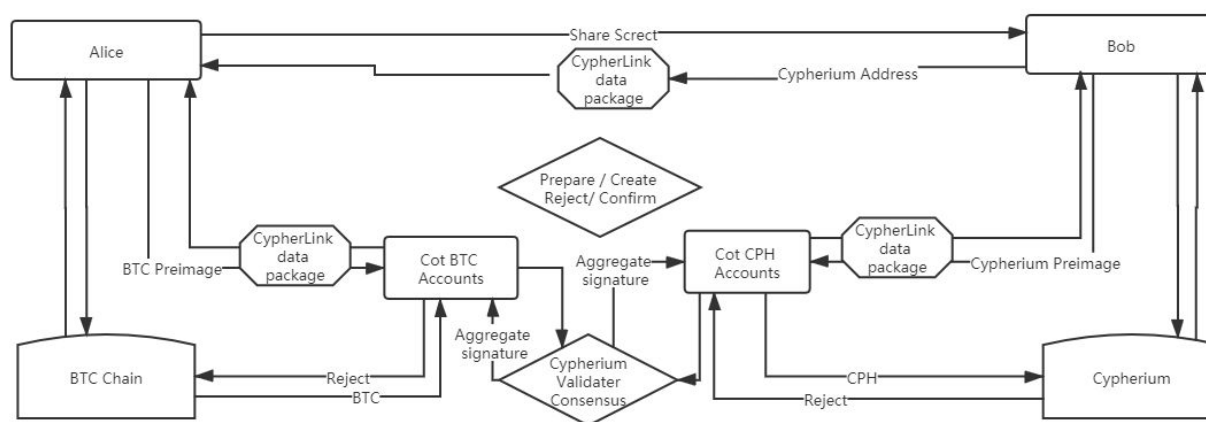 Alice
Share Screct
Bob
CypherLink
data
package
Cypherium Address
Prepare / Create
Reject/ Confirm
CypherLink
data
package
BTC Preimage
Cot BTC
Accounts
Aggregate
signature
Cot CPH
Accounts
CypherLink
data
package
Cypherium Preimage
Aggregate
signature
BTC Chain
Reject
BTC
Cypherium
Validater
Consensus
CPH
Reject
Cypherium